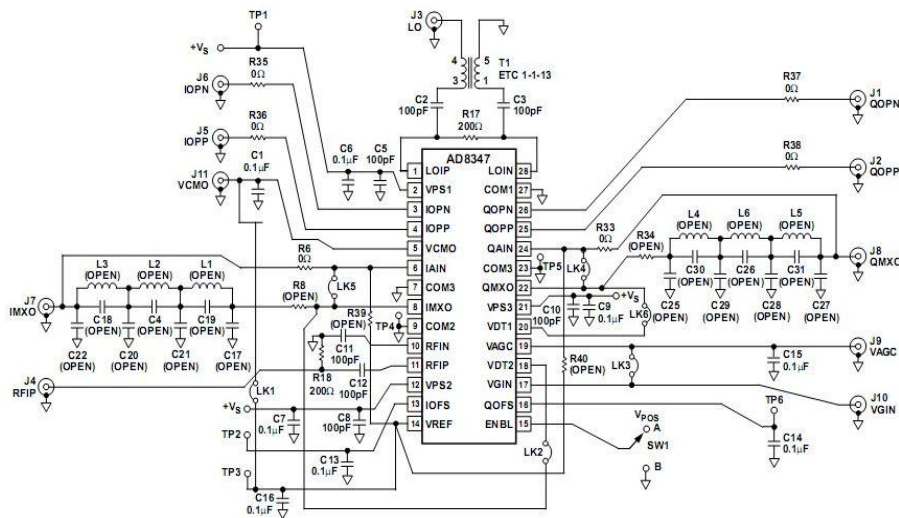 TP1
+VS
J3
LO
4
5
3
1
T1
ETC 1-1-13
J6
IOPN
R35
0Ω
C2
100pF
R17
200Ω
C3
100pF
R37
0Ω
J1
QOPN
J5
IOPP
R36
0Ω
R38
0Ω
J2
QOPP
J11
VCMO
C1
0.1µF
C6
0.1µF
C5
100pF
AD8347
1 LOIP
LOIN 28
2 VPS1
COM1 27
3 IOPN
QOPN 26
4 IOPP
QOPP 25
5 VCMO
QAIN 24
6 IAIN
COM3 23
7 COM3
QMXO 22
8 IMXO
VPS3 21
9 COM2
VDT1 20
10 RFIN
VAGC 19
11 RFIP
VDT2 18
12 VPS2
VGIN 17
13 IOFS
QOFS 16
14 VREF
ENBL 15
R33
0Ω
R34
(OPEN)
L4
(OPEN)
L6
(OPEN)
L5
(OPEN)
J8
QMXO
TP5
LK4
C30
(OPEN)
C26
(OPEN)
C31
(OPEN)
C25
(OPEN)
C29
(OPEN)
C28
(OPEN)
C27
(OPEN)
+VS
C10
100pF
C9
0.1µF
LK6
R6
0Ω
L3
(OPEN)
L2
(OPEN)
L1
(OPEN)
R8
(OPEN)
LK5
J7
IMXO
C18
(OPEN)
C4
(OPEN)
C19
(OPEN)
R39
(OPEN)
TP4
C22
(OPEN)
C20
(OPEN)
C21
(OPEN)
C17
(OPEN)
C11
100pF
J4
RFIP
R18
200Ω
C12
100pF
LK1
R40
(OPEN)
LK3
C15
0.1µF
J9
VAGC
J10
VGIN
+VS
C7
0.1µF
C8
100pF
TP2
C13
0.1µF
TP3
C16
0.1µF
LK2
VPOS
A
SW1
B
TP6
C14
0.1µF